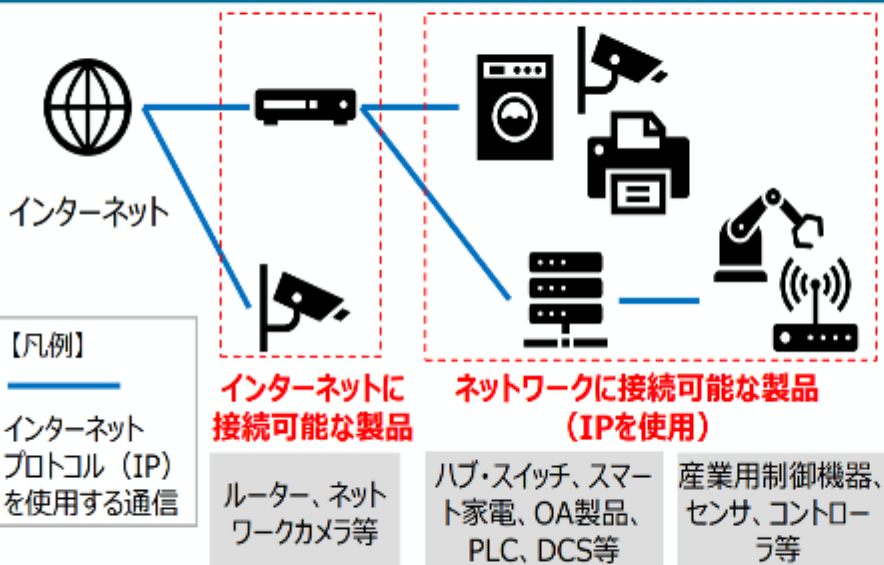 インターネット
【凡例】
インターネット
プロトコル（IP）
を使用する通信
インターネットに
接続可能な製品
ルーター、ネット
ワークカメラ等
ネットワークに接続可能な製品
（IPを使用）
ハブ・スイッチ、スマー
ト家電、OA製品、
PLC、DCS等
産業用制御機器、
センサ、コントロー
ラ等